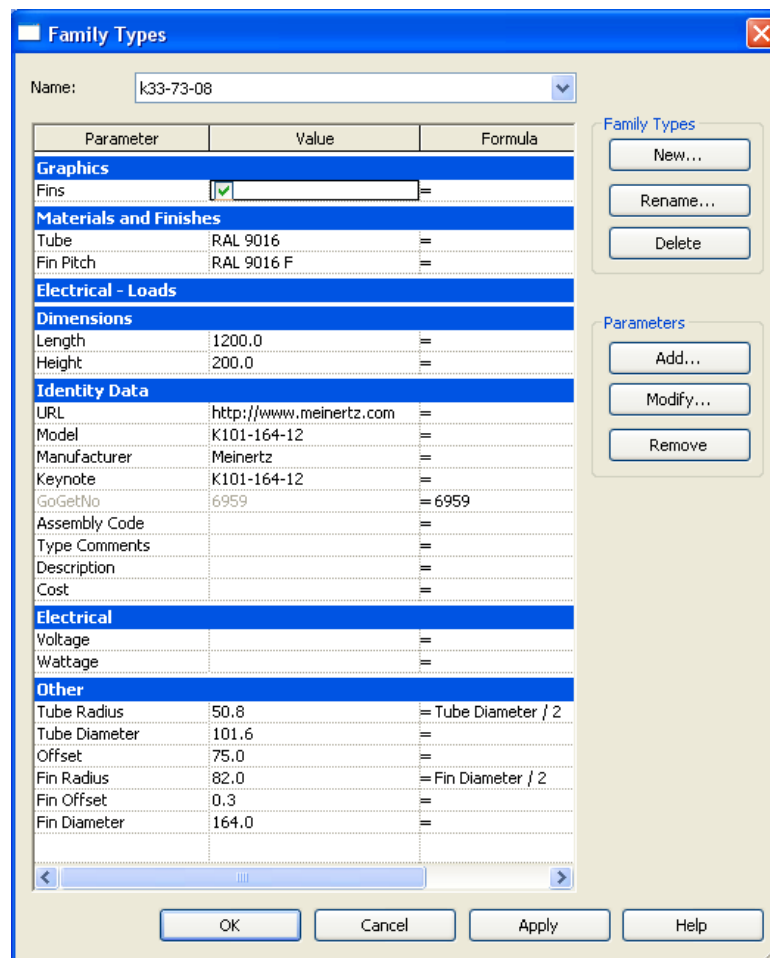 Family Types
Name: k33-73-08
Parameter Value Formula
Graphics
Fins =
Materials and Finishes
Tube RAL 9016 =
Fin Pitch RAL 9016 F =
Electrical - Loads
Dimensions
Length 1200.0 =
Height 200.0 =
Identity Data
URL http://www.meinertz.com =
Model K101-164-12 =
Manufacturer Meinertz =
Keynote K101-164-12 =
GoGetNo 6959 = 6959
Assembly Code =
Type Comments =
Description =
Cost =
Electrical
Voltage =
Wattage =
Other
Tube Radius 50.8 = Tube Diameter / 2
Tube Diameter 101.6 =
Offset 75.0 =
Fin Radius 82.0 = Fin Diameter / 2
Fin Offset 0.3 =
Fin Diameter 164.0 =
Family Types
New...
Rename...
Delete
Parameters
Add...
Modify...
Remove
OK Cancel Apply Help